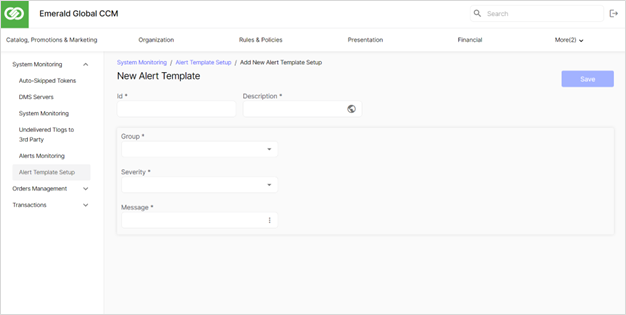 Emerald Global CCM
Search
Catalog, Promotions & Marketing
Organization
Rules & Policies
Presentation
Financial
More(2)
System Monitoring
Auto-Skipped Tokens
DMS Servers
System Monitoring
Undelivered Tlogs to
3rd Party
Alerts Monitoring
Alert Template Setup
Orders Management
Transactions
System Monitoring / Alert Template Setup / Add New Alert Template Setup
New Alert Template
Save
Id *
Description *
Group *
Severity *
Message *